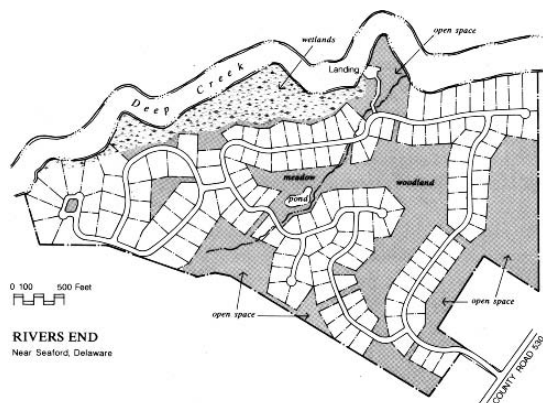 wetlands
open space
Landing
Deep Creek
meadow
woodland
pond
0 100 500 Feet
open space
open space
RIVERS END
Near Seaford, Delaware
COUNTY ROAD 530